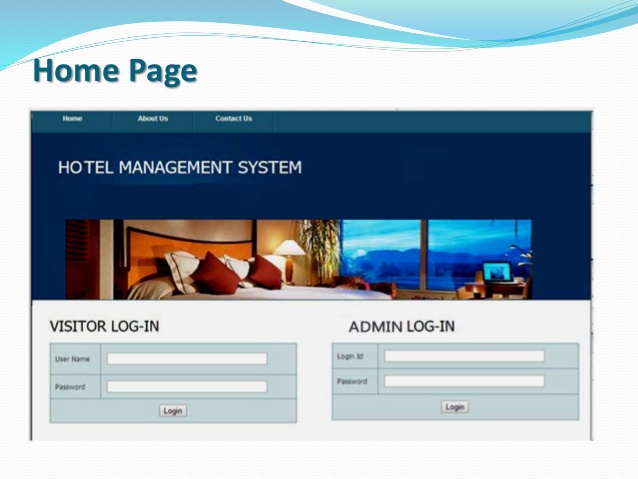 Home Page
Home About Us Contact Us
HOTEL MANAGEMENT SYSTEM
VISITOR LOG-IN
User Name
Password
Login
ADMIN LOG-IN
Login Id
Password
Login